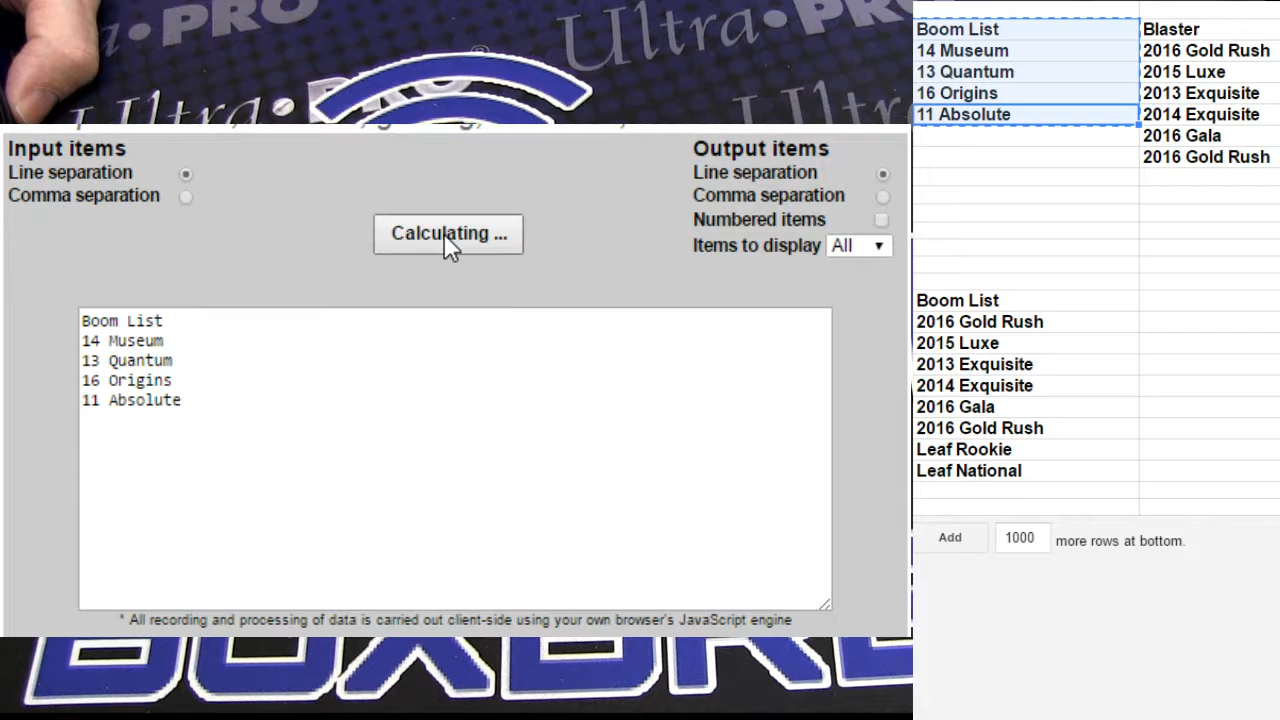 Ultra•PRO
Ultra•PRO
Ultra•PRO
Input items
Line separation
Comma separation
Calculating ...
Output items
Line separation
Comma separation
Numbered items
Items to display All
Boom List
14 Museum
13 Quantum
16 Origins
11 Absolute
* All recording and processing of data is carried out client-side using your own browser's JavaScript engine
BOXBRE
Boom List Blaster
14 Museum 2016 Gold Rush
13 Quantum 2015 Luxe
16 Origins 2013 Exquisite
11 Absolute 2014 Exquisite
2016 Gala
2016 Gold Rush
Boom List
2016 Gold Rush
2015 Luxe
2013 Exquisite
2014 Exquisite
2016 Gala
2016 Gold Rush
Leaf Rookie
Leaf National
Add 1000 more rows at bottom.